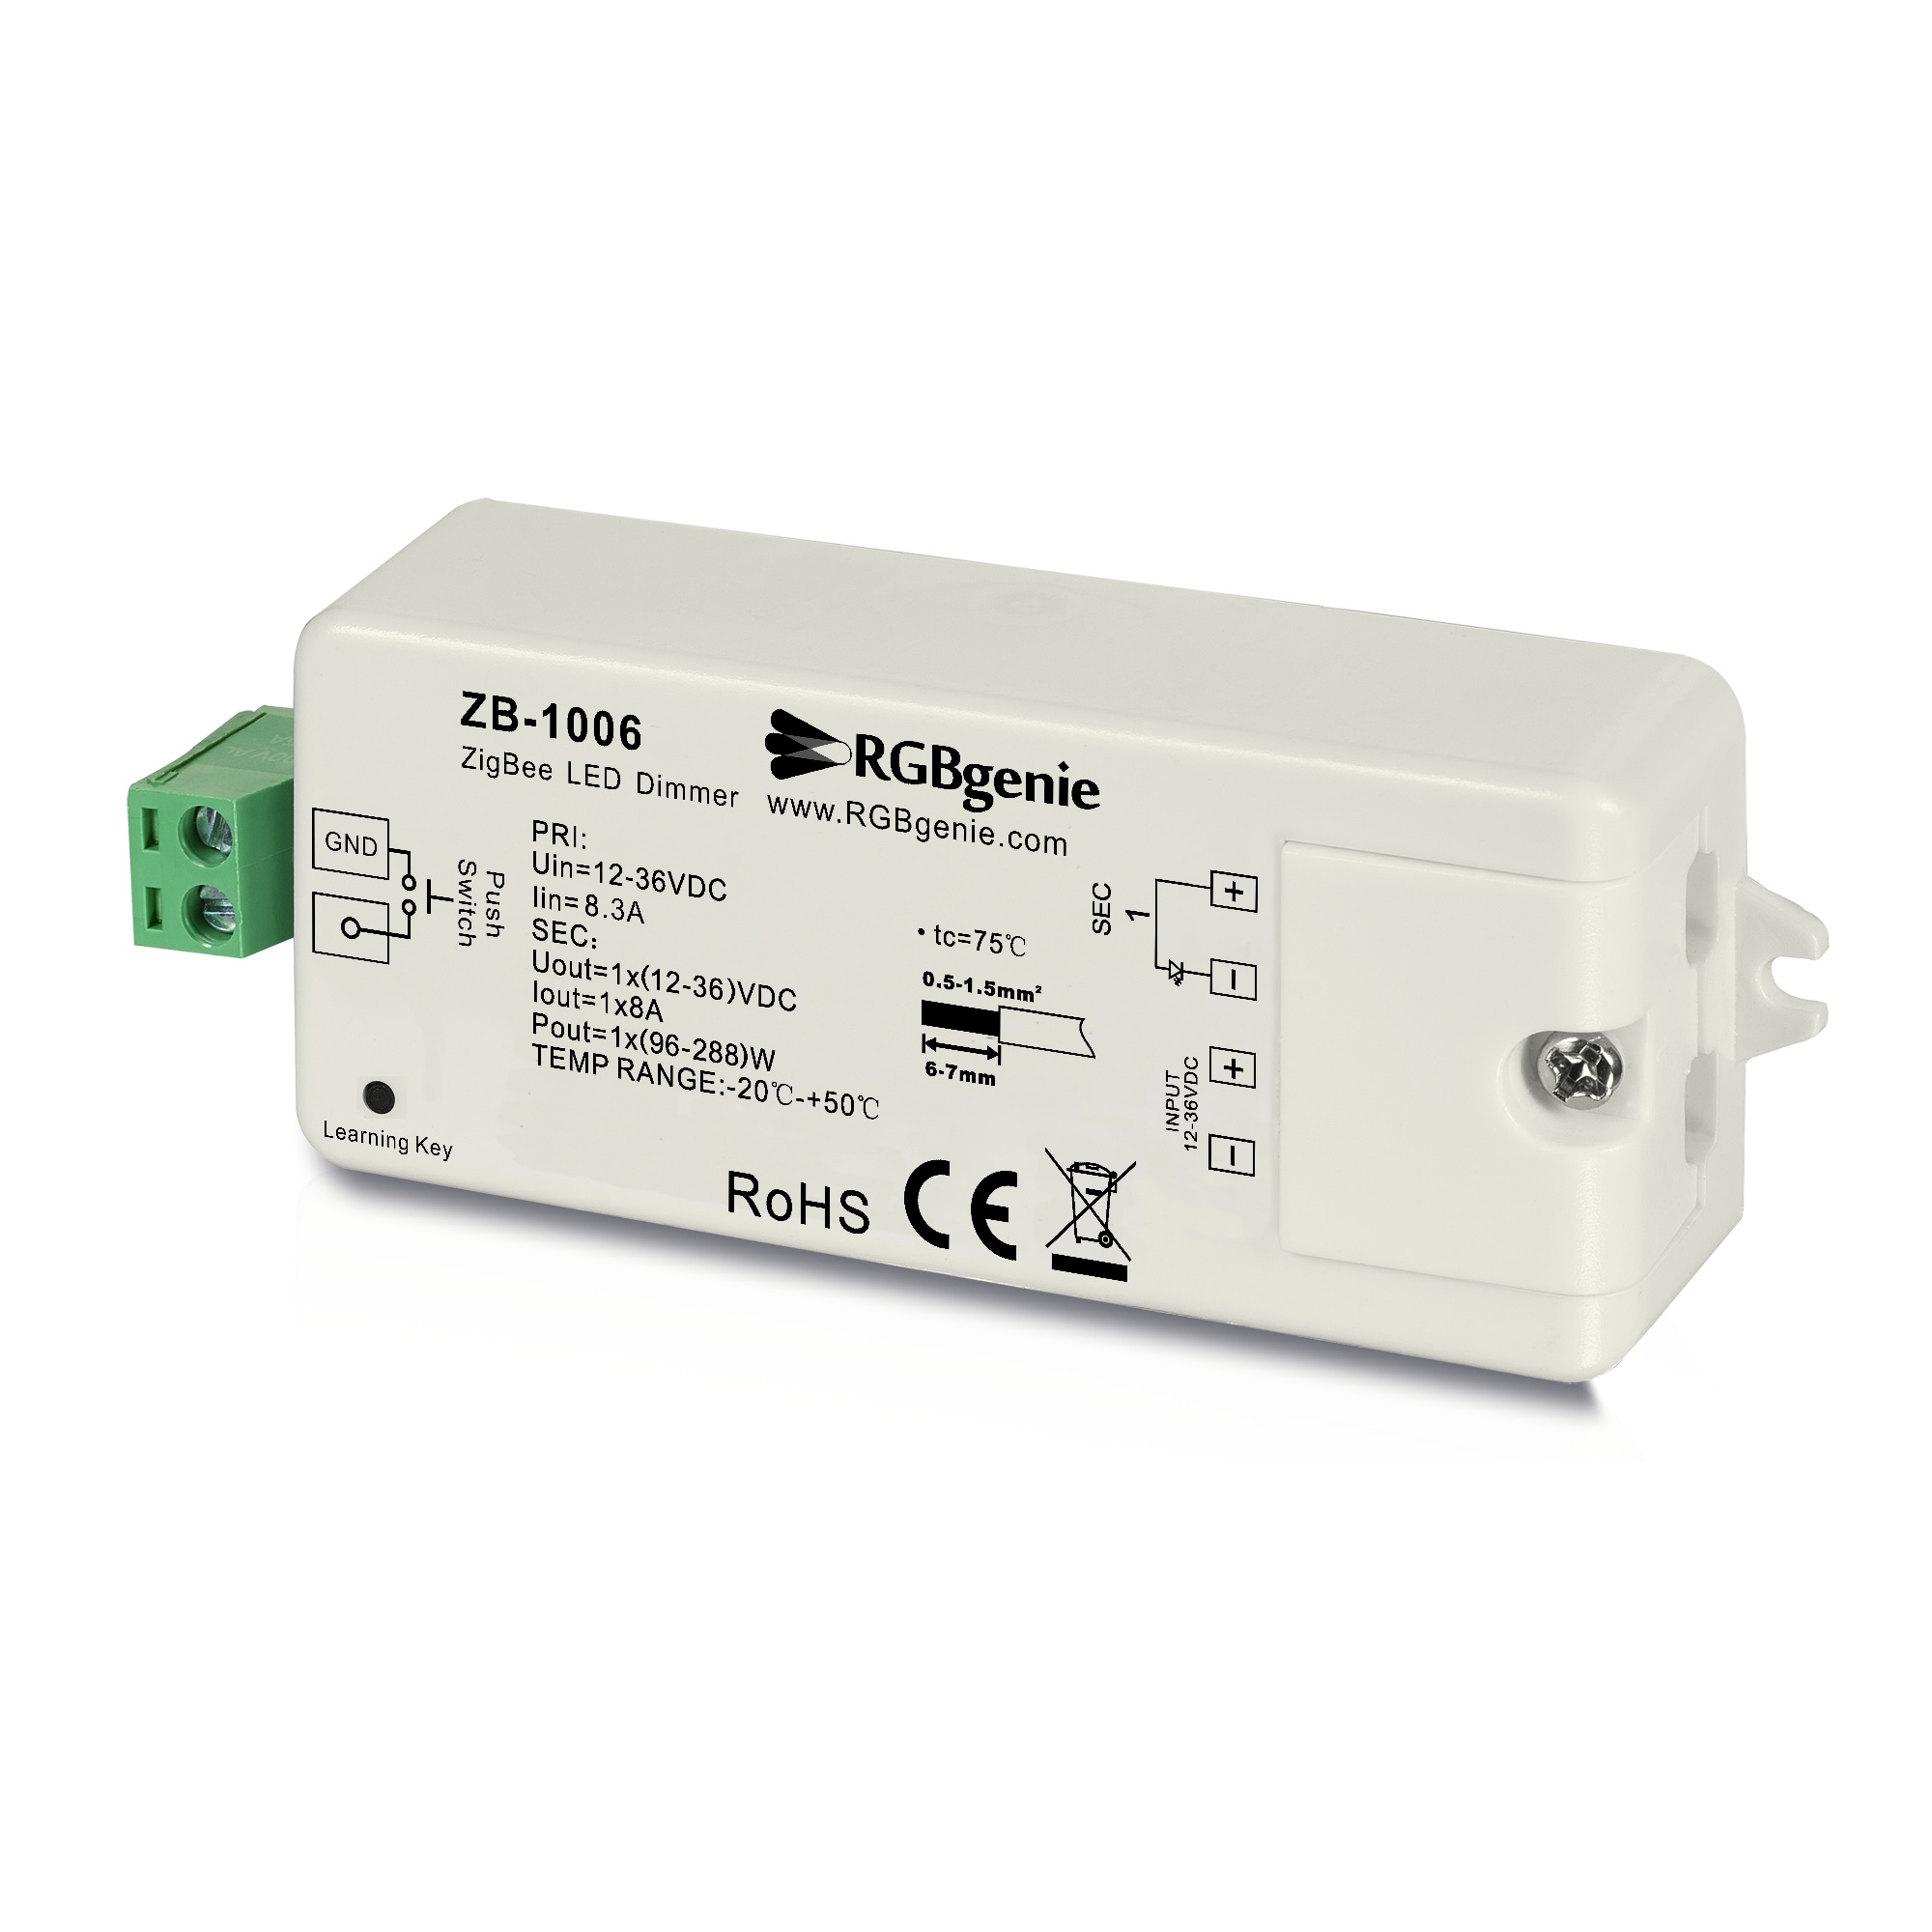 ZB-1006
ZigBee LED Dimmer
RGBgenie
www.RGBgenie.com
GND
Push
Switch
PRI:
Uin=12-36VDC
Iin=8.3A
SEC:
Uout=1x(12-36)VDC
Iout=1x8A
Pout=1x(96-288)W
TEMP RANGE:-20℃-+50℃
• tc=75℃
0.5-1.5mm²
6-7mm
SEC
1
+
−
INPUT
12-36VDC
+
−
Learning Key
RoHS
CE